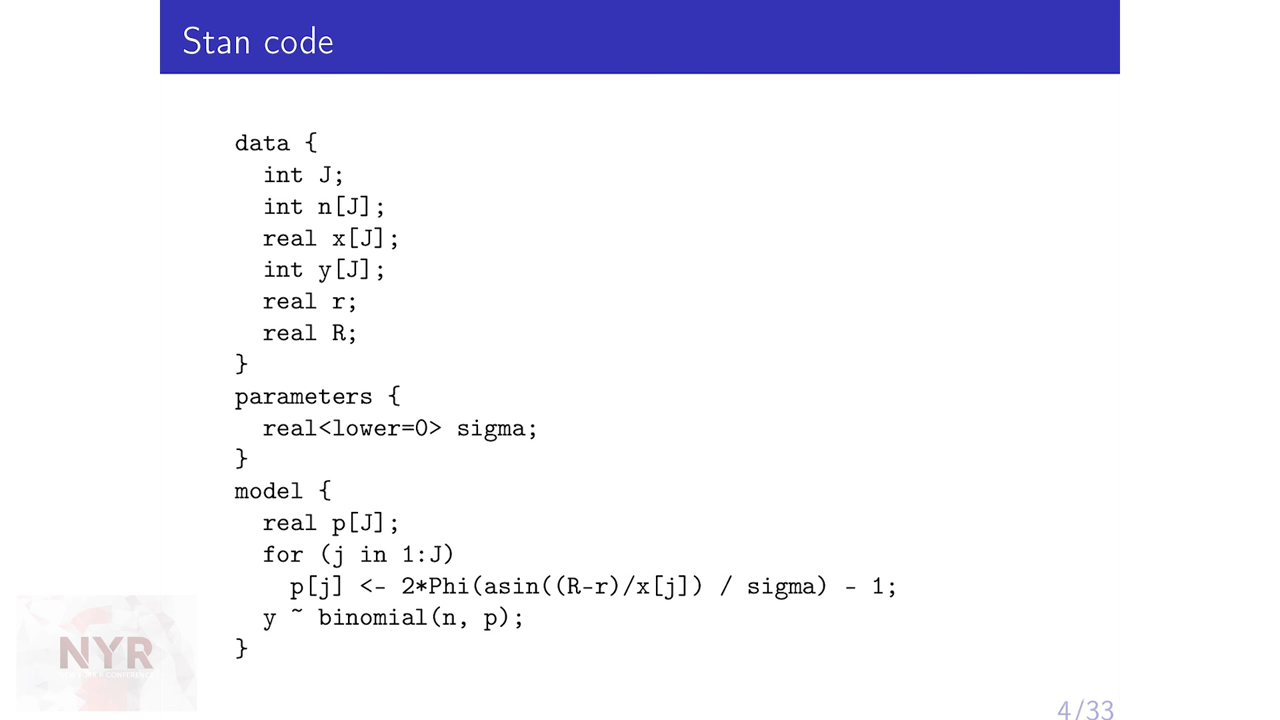 Stan code
data {
  int J;
  int n[J];
  real x[J];
  int y[J];
  real r;
  real R;
}
parameters {
  real<lower=0> sigma;
}
model {
  real p[J];
  for (j in 1:J)
    p[j] <- 2*Phi(asin((R-r)/x[j]) / sigma) - 1;
  y ~ binomial(n, p);
}
NYR
CONFERENCE
4/33